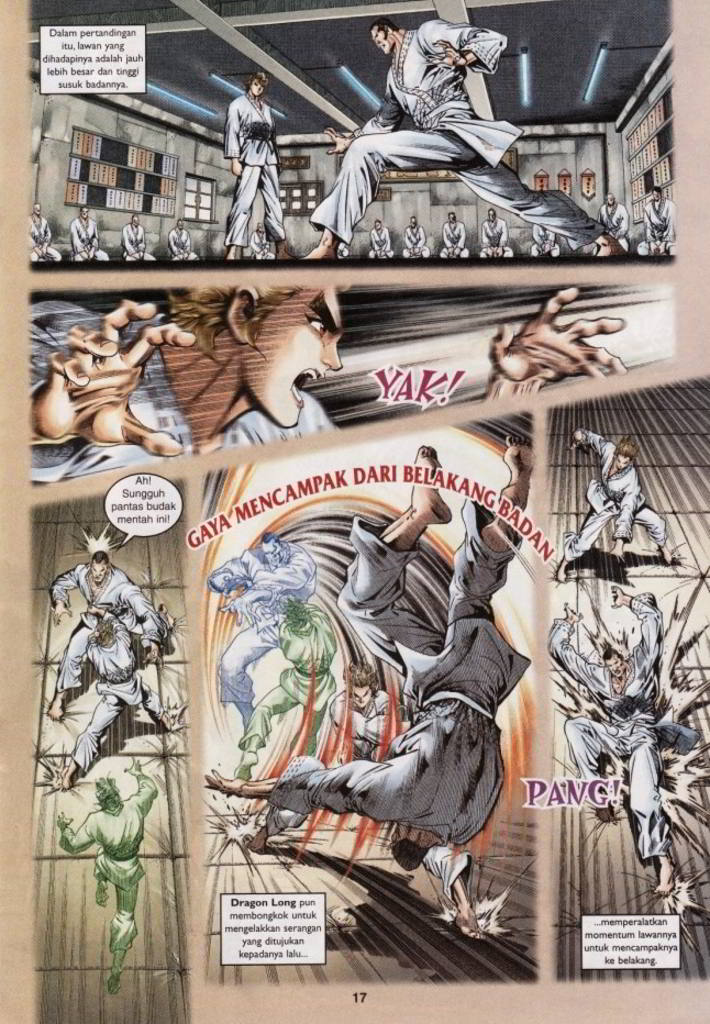 Dalam pertandingan
itu, lawan yang
dihadapinya adalah jauh
lebih besar dan tinggi
susuk badannya.
YAK!
Ah!
Sungguh
pantas budak
mentah ini!
GAYA MENCAMPAK DARI BELAKANG BADAN
Dragon Long pun
membongkok untuk
mengelakkan serangan
yang ditujukan
kepadanya lalu...
PANG!
...memperalatkan
momentum lawannya
untuk mencampaknya
ke belakang.
17